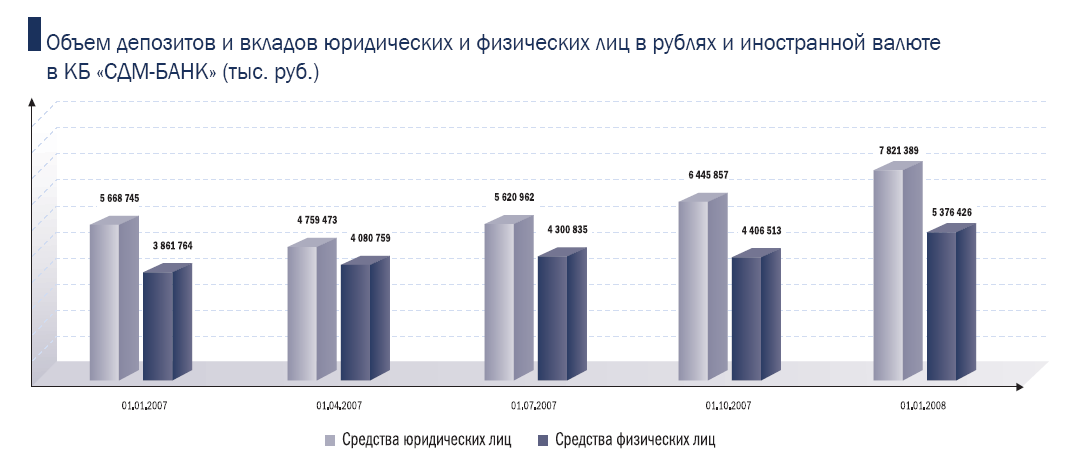 Объем депозитов и вкладов юридических и физических лиц в рублях и иностранной валюте
в КБ «СДМ-БАНК» (тыс. руб.)
5 668 745
3 861 764
4 759 473
4 080 759
5 620 962
4 300 835
6 445 857
4 406 513
7 821 389
5 376 426
01.01.2007
01.04.2007
01.07.2007
01.10.2007
01.01.2008
Средства юридических лиц
Средства физических лиц